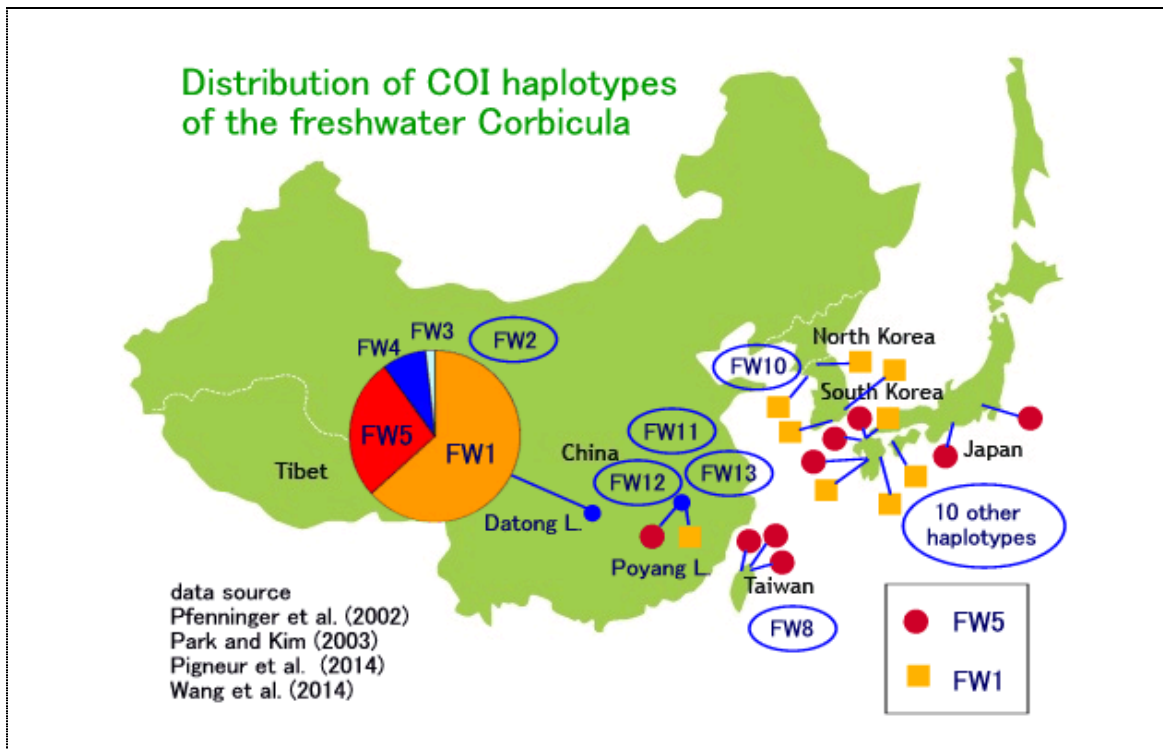 Distribution of COI haplotypes
of the freshwater Corbicula
FW3
FW2
FW4
FW5
FW1
Tibet
North Korea
FW10
South Korea
Japan
FW11
China
FW12
FW13
Datong L.
Poyang L.
Taiwan
FW8
10 other
haplotypes
data source
Pfenninger et al. (2002)
Park and Kim (2003)
Pigneur et al. (2014)
Wang et al. (2014)
FW5
FW1